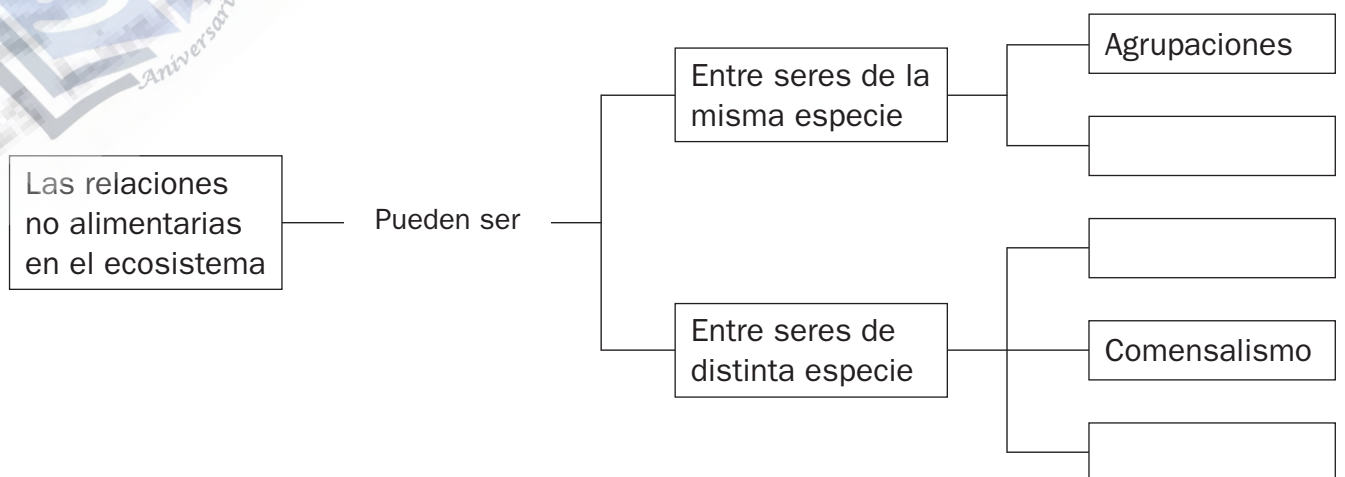 Aniversario
Agrupaciones
Entre seres de la
misma especie
Las relaciones
no alimentarias
en el ecosistema
Pueden ser
Entre seres de
distinta especie
Comensalismo